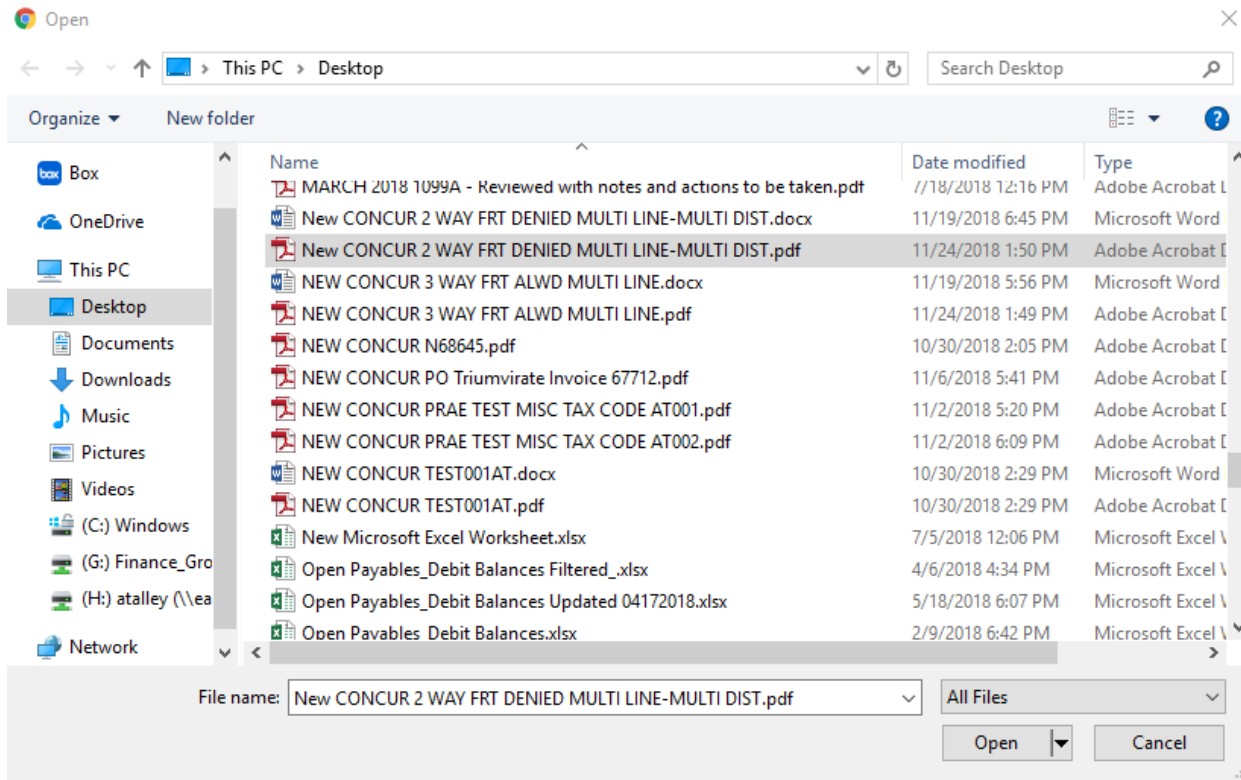 Open
This PC > Desktop
Search Desktop
Organize
New folder
Name
Date modified
Type
box Box
OneDrive
This PC
Desktop
Documents
Downloads
Music
Pictures
Videos
(C:) Windows
(G:) Finance_Gro
(H:) atalley (\\ea
Network
MARCH 2018 1099A - Reviewed with notes and actions to be taken.pdf 7/18/2018 12:16 PM Adobe Acrobat
New CONCUR 2 WAY FRT DENIED MULTI LINE-MULTI DIST.docx 11/19/2018 6:45 PM Microsoft Word
New CONCUR 2 WAY FRT DENIED MULTI LINE-MULTI DIST.pdf 11/24/2018 1:50 PM Adobe Acrobat
NEW CONCUR 3 WAY FRT ALWD MULTI LINE.docx 11/19/2018 5:56 PM Microsoft Word
NEW CONCUR 3 WAY FRT ALWD MULTI LINE.pdf 11/24/2018 1:49 PM Adobe Acrobat
NEW CONCUR N68645.pdf 10/30/2018 2:05 PM Adobe Acrobat
NEW CONCUR PO Triumvirate Invoice 67712.pdf 11/6/2018 5:41 PM Adobe Acrobat
NEW CONCUR PRAE TEST MISC TAX CODE AT001.pdf 11/2/2018 5:20 PM Adobe Acrobat
NEW CONCUR PRAE TEST MISC TAX CODE AT002.pdf 11/2/2018 6:09 PM Adobe Acrobat
NEW CONCUR TEST001AT.docx 10/30/2018 2:29 PM Microsoft Word
NEW CONCUR TEST001AT.pdf 10/30/2018 2:29 PM Adobe Acrobat
New Microsoft Excel Worksheet.xlsx 7/5/2018 12:06 PM Microsoft Excel
Open Payables_Debit Balances Filtered_.xlsx 4/6/2018 4:34 PM Microsoft Excel
Open Payables_Debit Balances Updated 04172018.xlsx 5/18/2018 6:07 PM Microsoft Excel
Open Payables_Debit Balances.xlsx 2/9/2018 6:42 PM Microsoft Excel
File name: New CONCUR 2 WAY FRT DENIED MULTI LINE-MULTI DIST.pdf
All Files
Open
Cancel